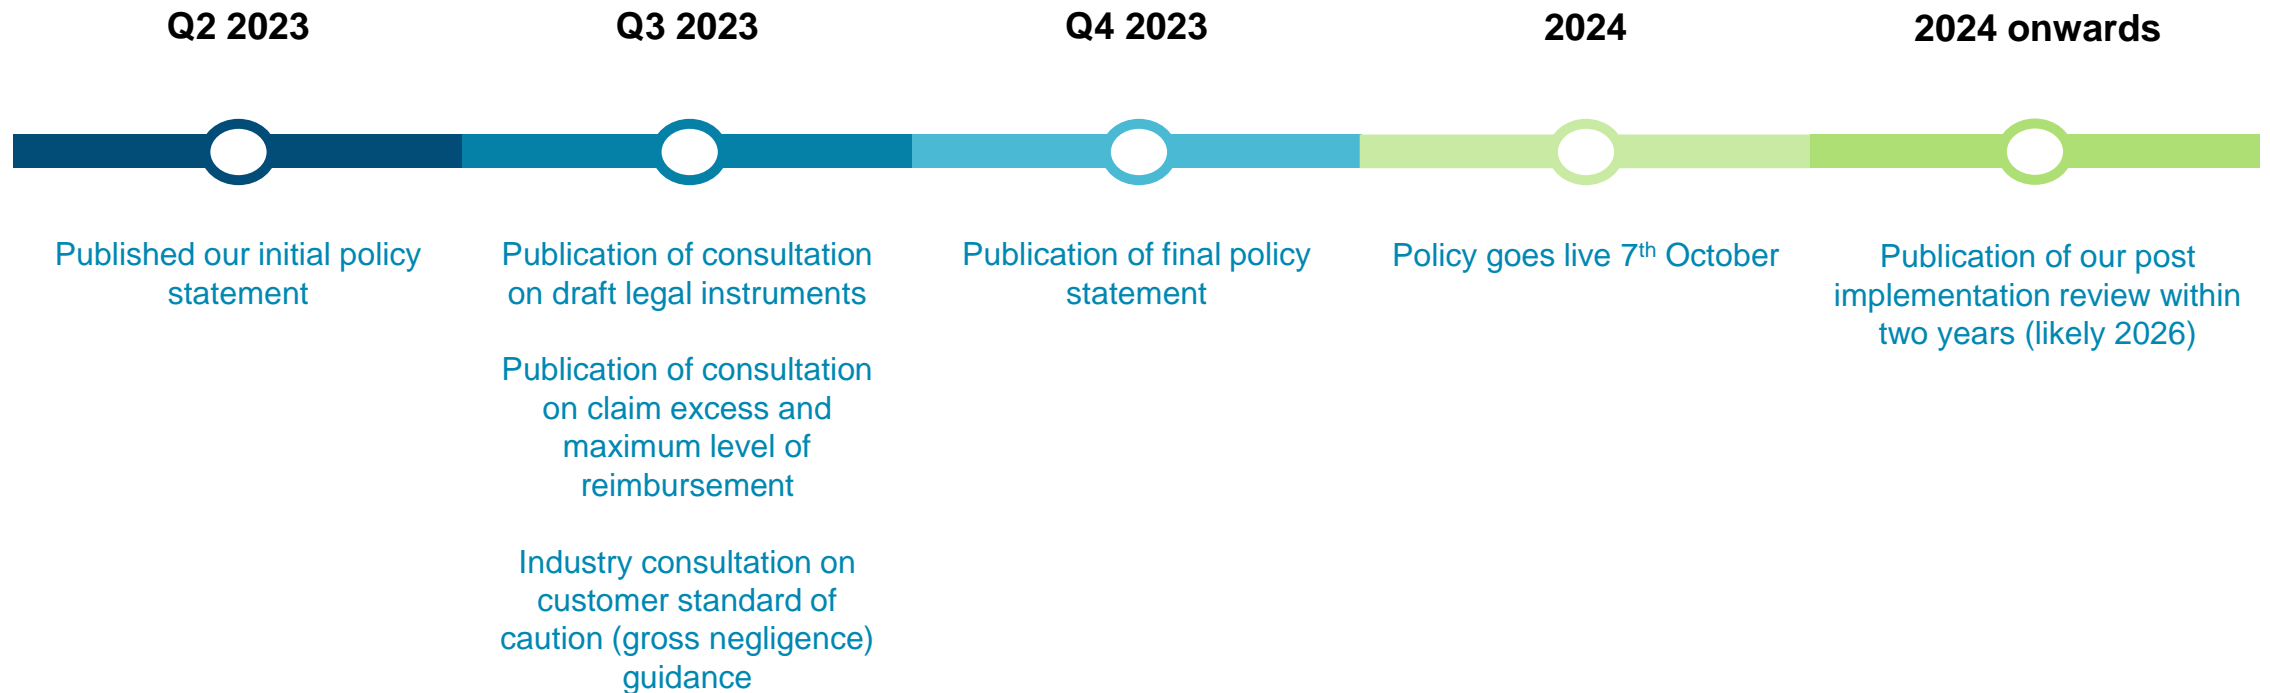 Q2 2023
Q3 2023
Q4 2023
2024
2024 onwards
Published our initial policy
statement
Publication of consultation
on draft legal instruments
Publication of consultation
on claim excess and
maximum level of
reimbursement
Industry consultation on
customer standard of
caution (gross negligence)
guidance
Publication of final policy
statement
Policy goes live 7th October
Publication of our post
implementation review within
two years (likely 2026)